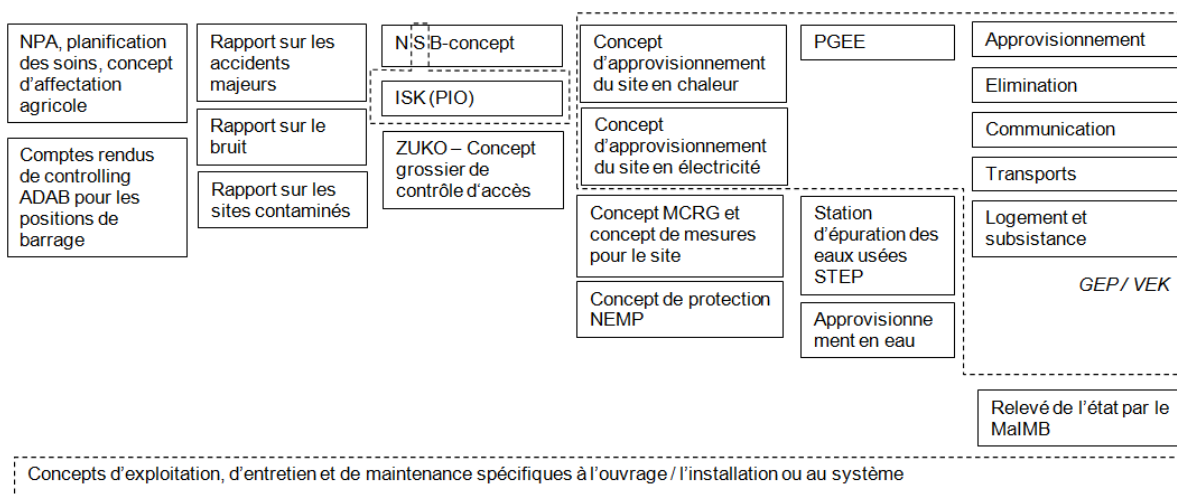 NPA, planification
des soins, concept
d'affectation
agricole
Comptes rendus
de controlling
ADAB pour les
positions de
barrage
Rapport sur les
accidents
majeurs
Rapport sur le
bruit
Rapport sur les
sites contaminés
NSB-concept
ISK (PIO)
ZUKO – Concept
grossier de
contrôle d'accès
Concept
d'approvisionnement
du site en chaleur
Concept
d'approvisionnement
du site en électricité
Concept MCRG et
concept de mesures
pour le site
Concept de protection
NEMP
PGEE
Station
d'épuration des
eaux usées
STEP
Approvisionne
ment en eau
Approvisionnement
Elimination
Communication
Transports
Logement et
subsistance
GEP / VEK
Relevé de l'état par le
MaIMB
Concepts d'exploitation, d'entretien et de maintenance spécifiques à l'ouvrage / l'installation ou au système